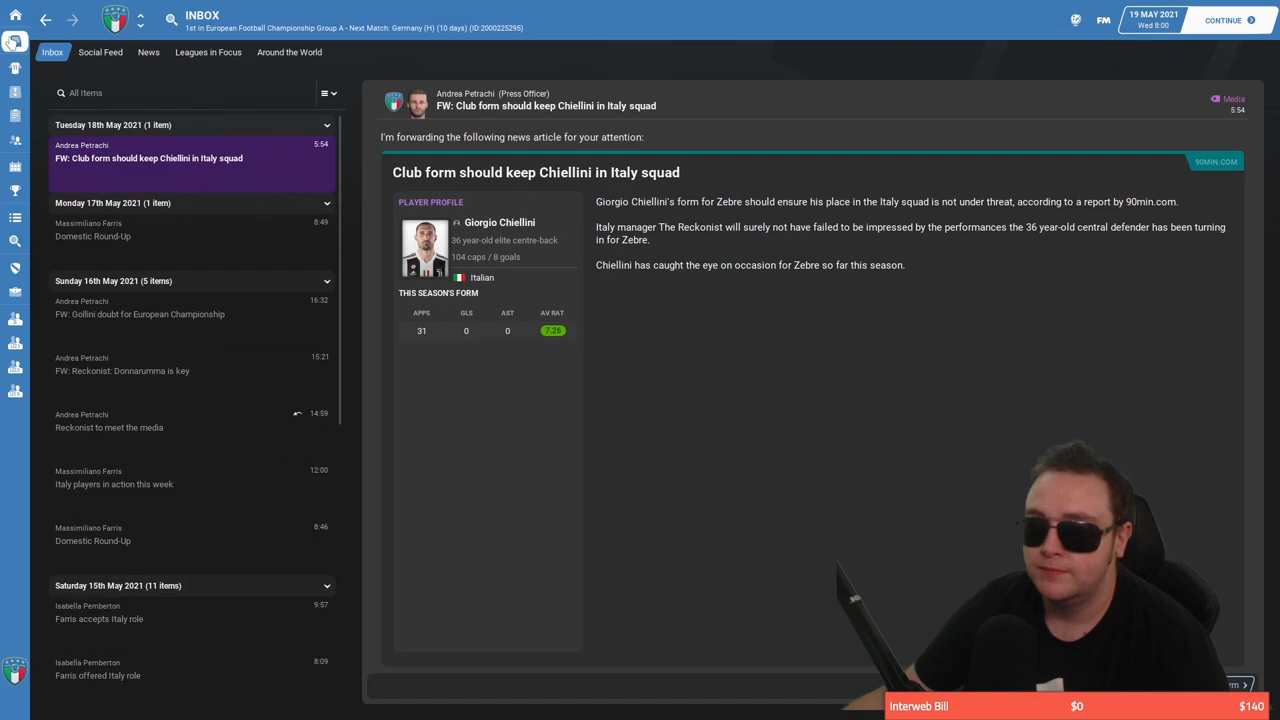 INBOX
1st in European Football Championship Group A - Next Match: Germany (H) (10 days) (ID:2000225295)
FM
19 MAY 2021
Wed 8:00
CONTINUE
Inbox
Social Feed
News
Leagues in Focus
Around the World
All Items
Tuesday 18th May 2021 (1 item)
Andrea Petrachi
5:54
FW: Club form should keep Chiellini in Italy squad
Monday 17th May 2021 (1 item)
Massimiliano Farris
8:49
Domestic Round-Up
Sunday 16th May 2021 (5 items)
Andrea Petrachi
16:32
FW: Gollini doubt for European Championship
Andrea Petrachi
15:21
FW: Reckonist: Donnarumma is key
Andrea Petrachi
14:59
Reckonist to meet the media
Massimiliano Farris
12:00
Italy players in action this week
Massimiliano Farris
8:46
Domestic Round-Up
Saturday 15th May 2021 (11 items)
Isabella Pemberton
9:57
Farris accepts Italy role
Isabella Pemberton
8:09
Farris offered Italy role
Andrea Petrachi (Press Officer)
FW: Club form should keep Chiellini in Italy squad
Media
5:54
I'm forwarding the following news article for your attention:
Club form should keep Chiellini in Italy squad
90MIN.COM
PLAYER PROFILE
Giorgio Chiellini
36 year-old elite centre-back
104 caps / 8 goals
Italian
THIS SEASON'S FORM
APPS GLS AST AV RAT
31 0 0 7.26
Giorgio Chiellini's form for Zebre should ensure his place in the Italy squad is not under threat, according to a report by 90min.com.
Italy manager The Reckonist will surely not have failed to be impressed by the performances the 36 year-old central defender has been turning
in for Zebre.
Chiellini has caught the eye on occasion for Zebre so far this season.
Interweb Bill $0 $140